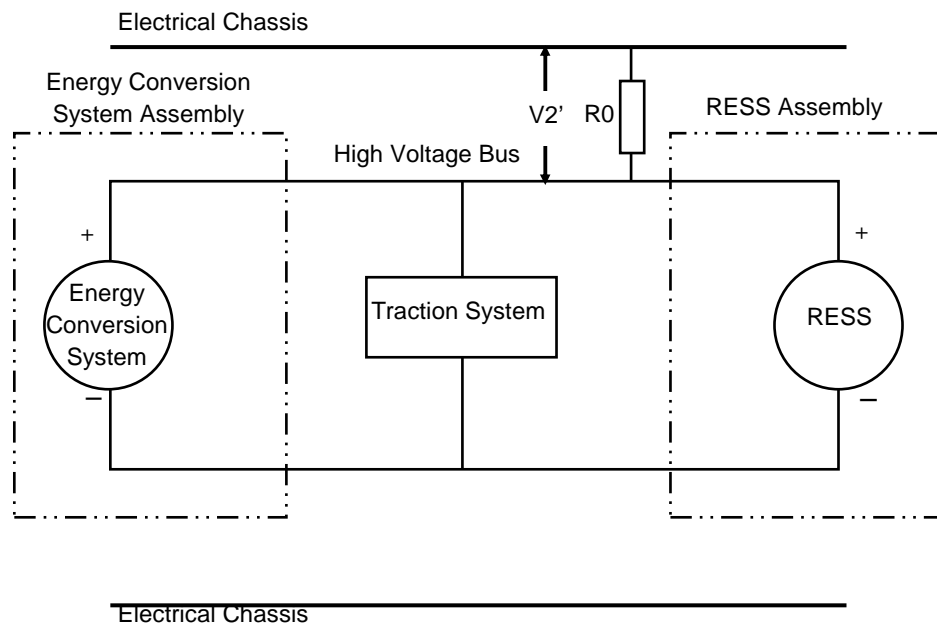 Electrical Chassis
Energy Conversion
System Assembly
V2’
R0
RESS Assembly
High Voltage Bus
+
+
Energy
Conversion
System
Traction System
RESS
−
−
Electrical Chassis